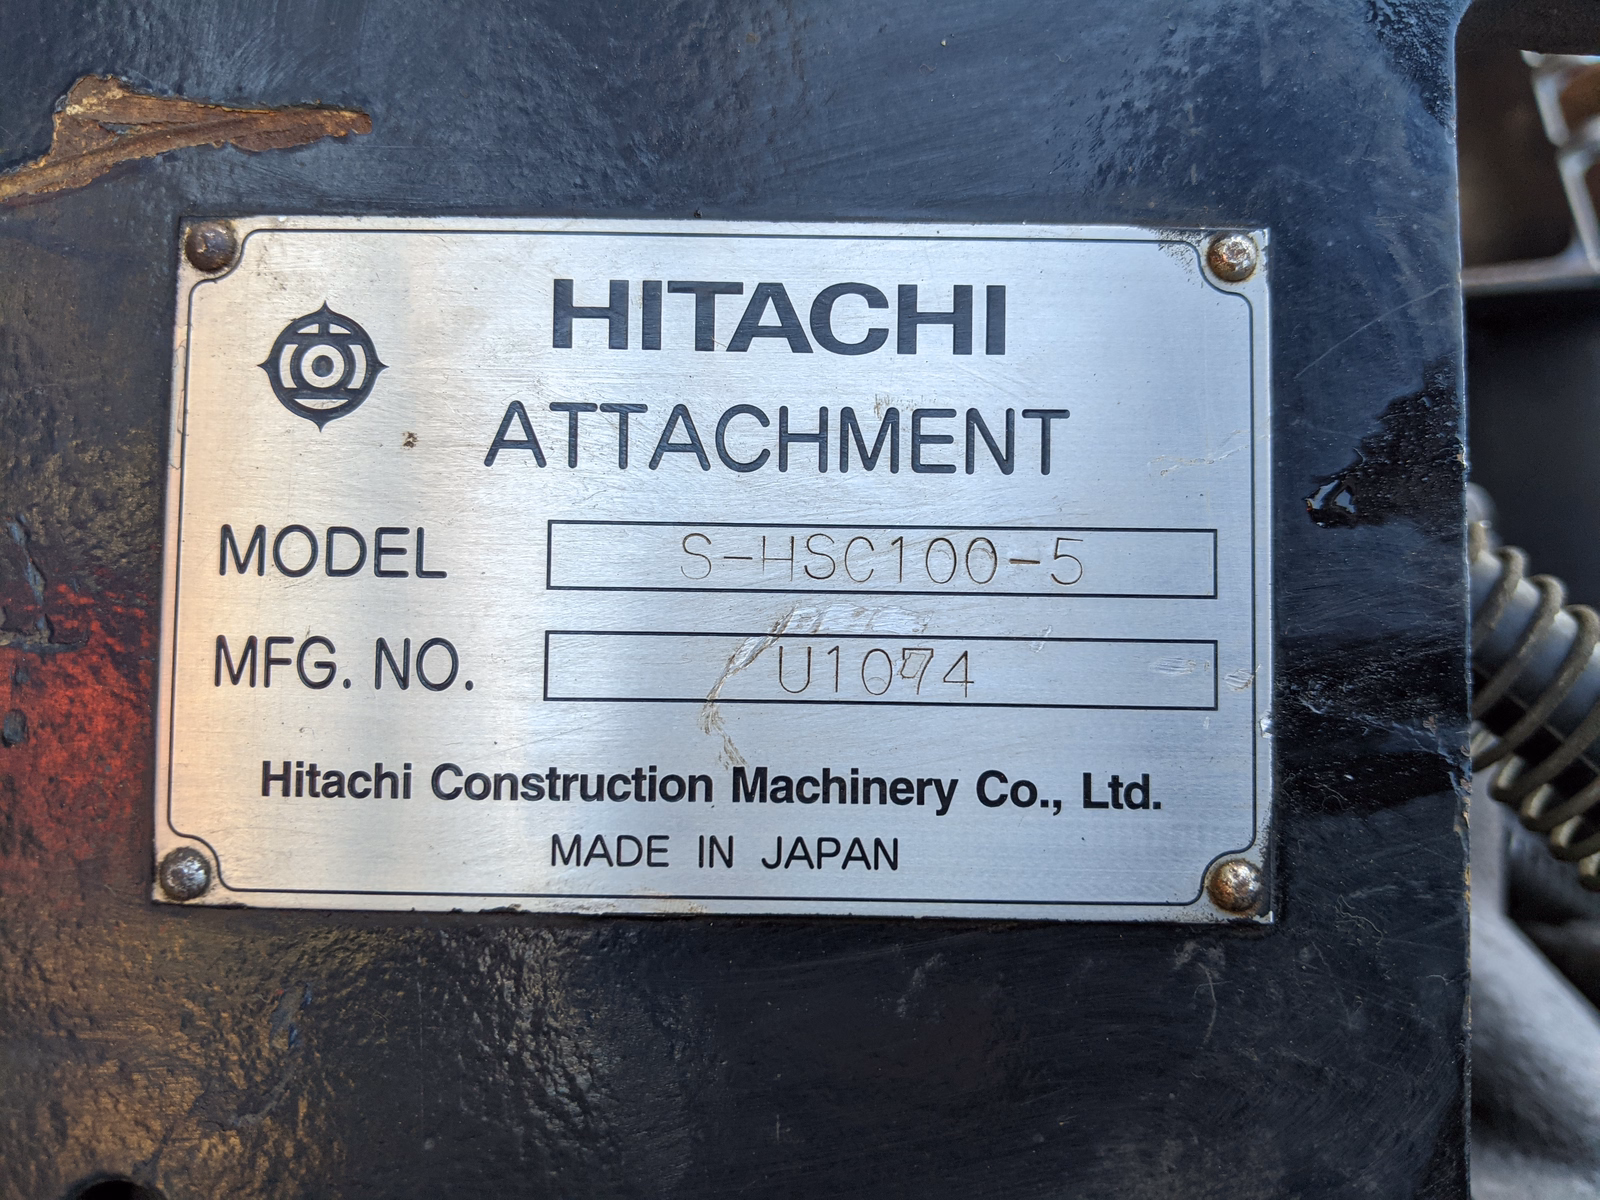 HITACHI
ATTACHMENT
MODEL S-HSC100-5
MFG. NO. U1074
Hitachi Construction Machinery Co., Ltd.
MADE IN JAPAN